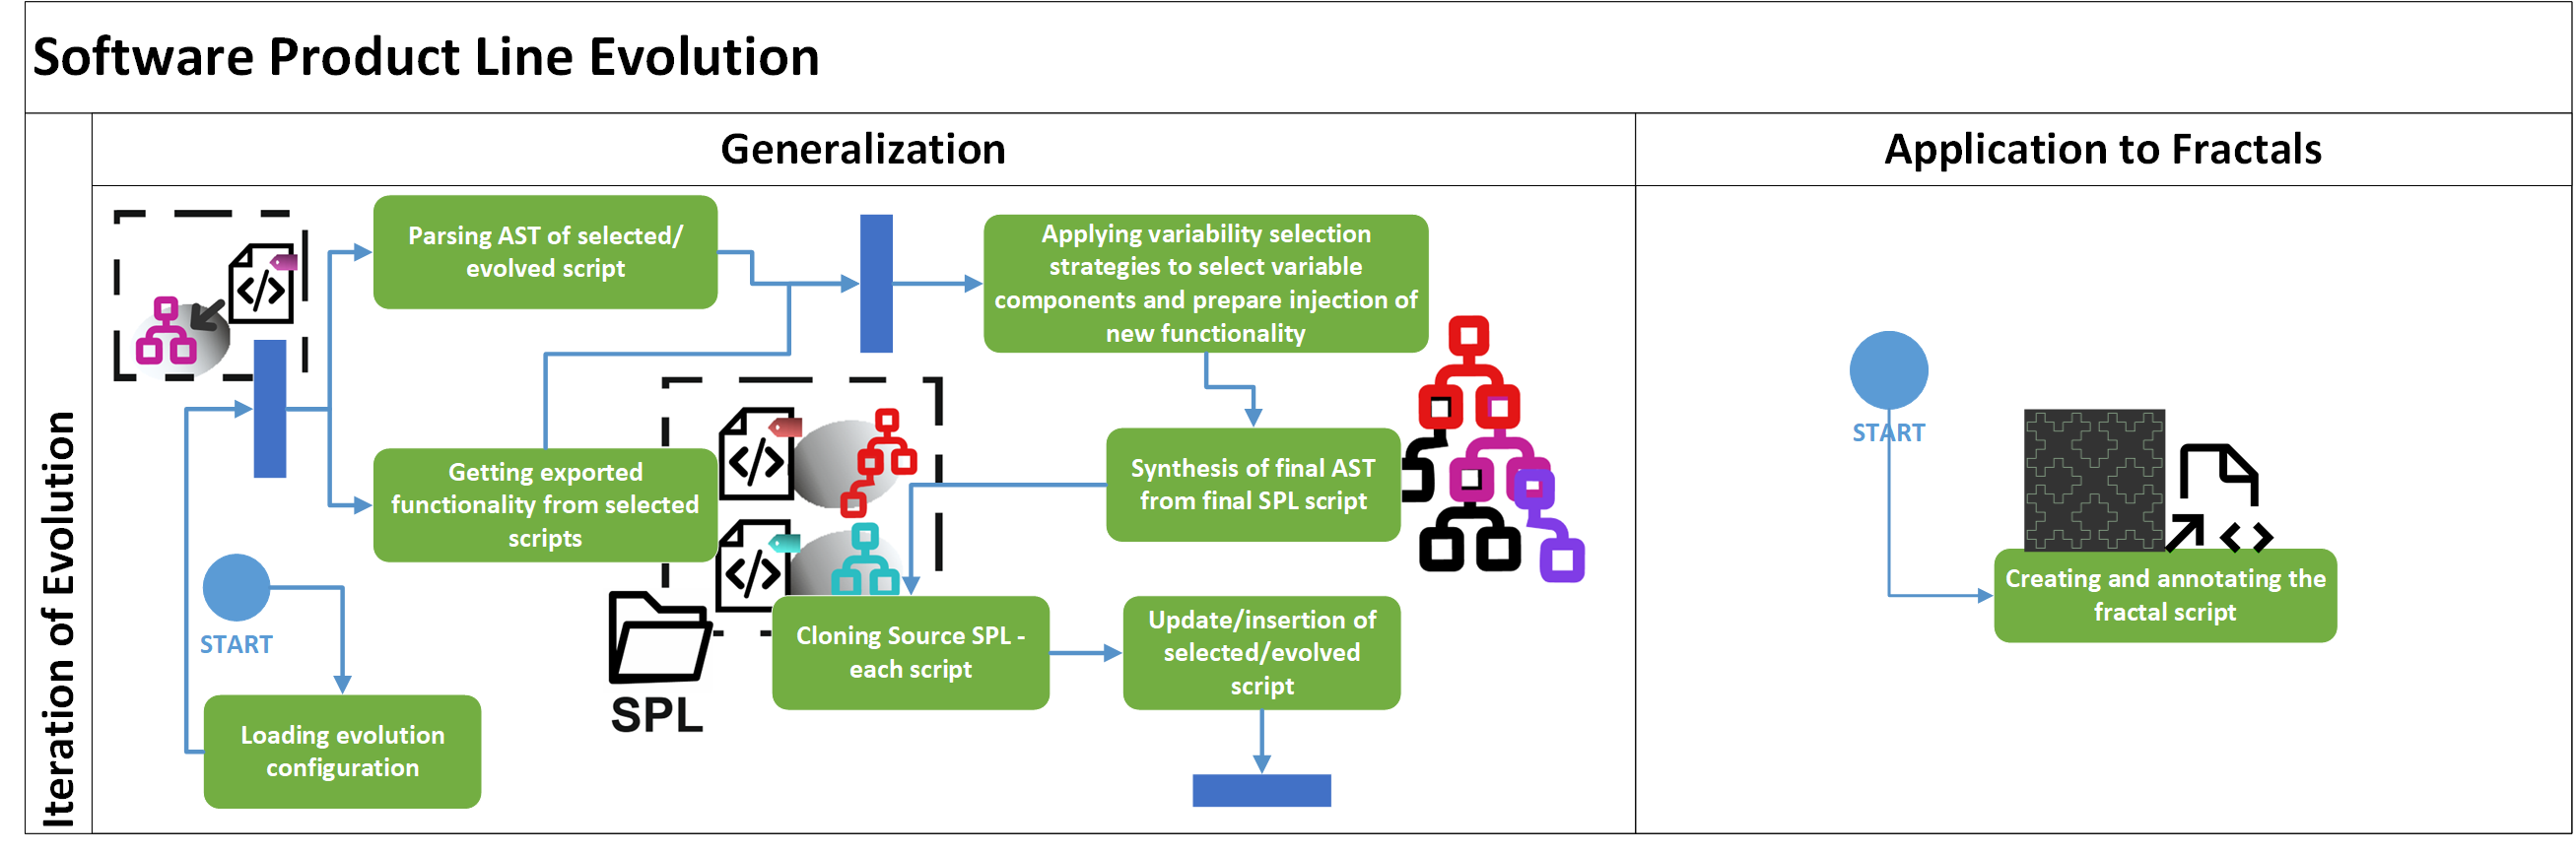 Software Product Line Evolution
Generalization
Application to Fractals
Iteration of Evolution
Parsing AST of selected/
evolved script
Applying variability selection
strategies to select variable
components and prepare injection of
new functionality
Getting exported
functionality from selected
scripts
Synthesis of final AST
from final SPL script
START
Loading evolution
configuration
SPL
Cloning Source SPL -
each script
Update/insertion of
selected/evolved
script
START
Creating and annotating the
fractal script